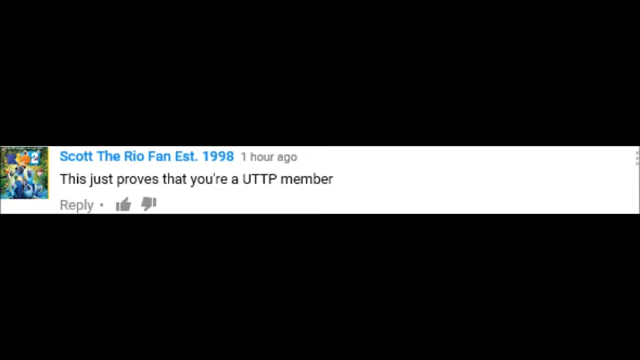 Scott The Rio Fan Est. 1998 1 hour ago
This just proves that you're a UTTP member
Reply •